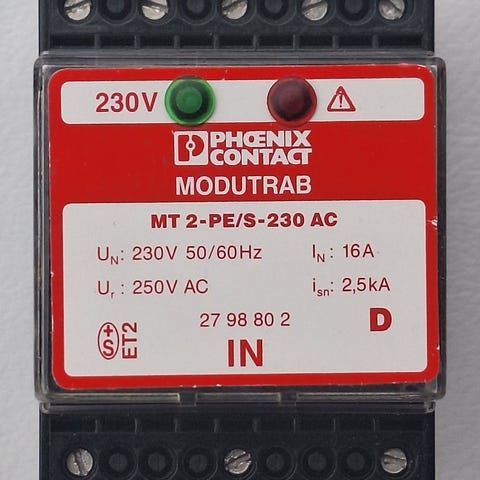 230V
PHŒNIX
CONTACT
MODUTRAB
MT 2-PE/S-230 AC
UN: 230V 50/60Hz IN: 16A
Ur: 250V AC isn: 2,5kA
27 98 80 2 D
S+ ET2 IN